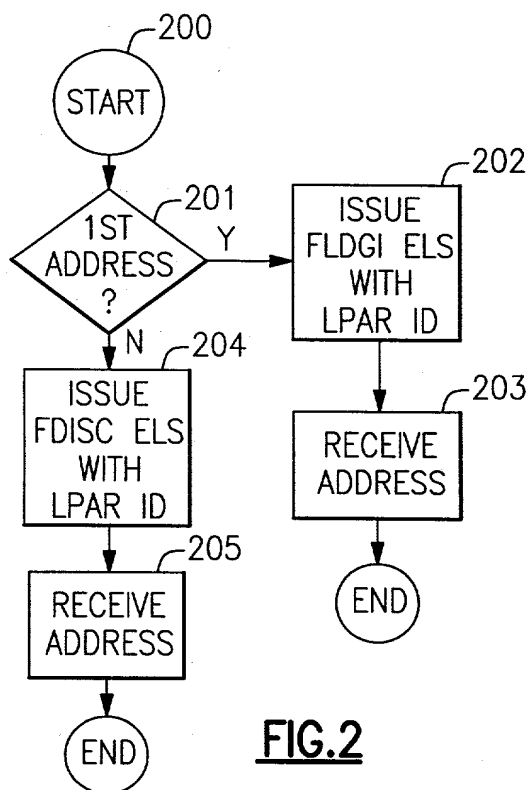 200
START
201
1ST
ADDRESS
?
Y
N
202
ISSUE
FLDGI ELS
WITH
LPAR ID
203
RECEIVE
ADDRESS
END
204
ISSUE
FDISC ELS
WITH
LPAR ID
205
RECEIVE
ADDRESS
END
FIG.2